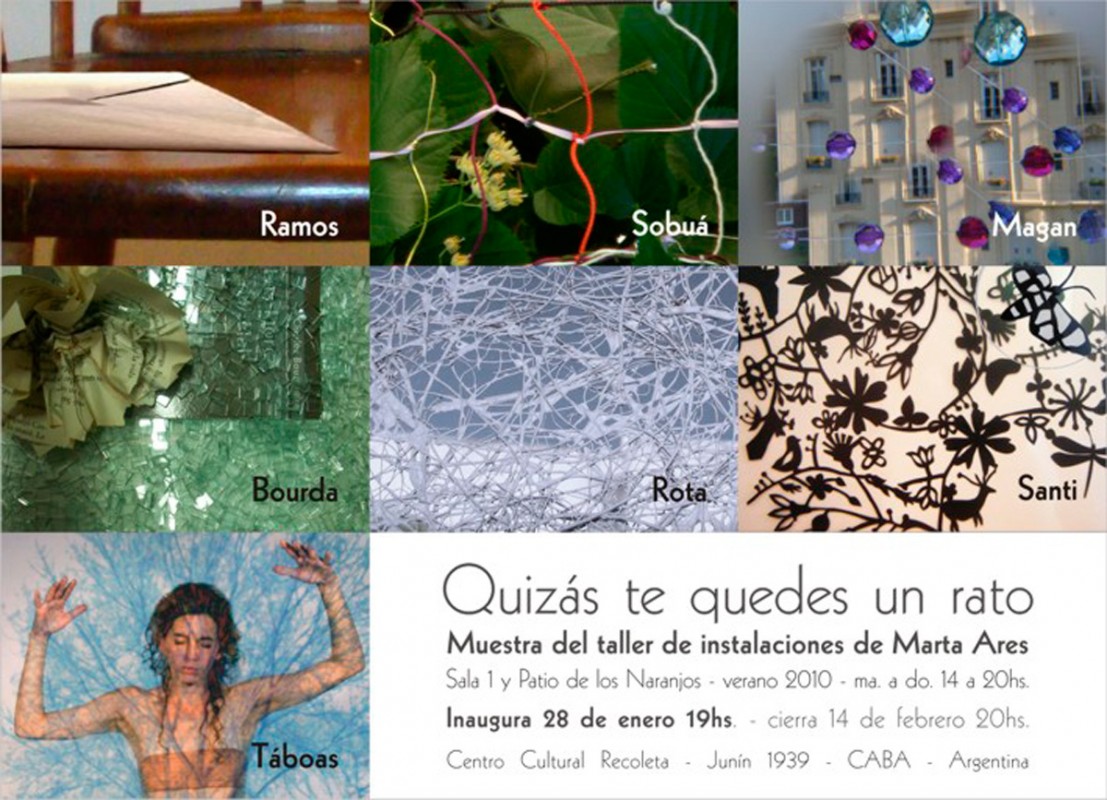 Ramos
Sobuá
Magan
Bourda
Rota
Santi
Táboas
Quizás te quedes un rato
Muestra del taller de instalaciones de Marta Ares
Sala 1 y Patio de los Naranjos - verano 2010 - ma. a do. 14 a 20hs.
Inaugura 28 de enero 19hs. - cierra 14 de febrero 20hs.
Centro Cultural Recoleta - Junín 1939 - CABA - Argentina